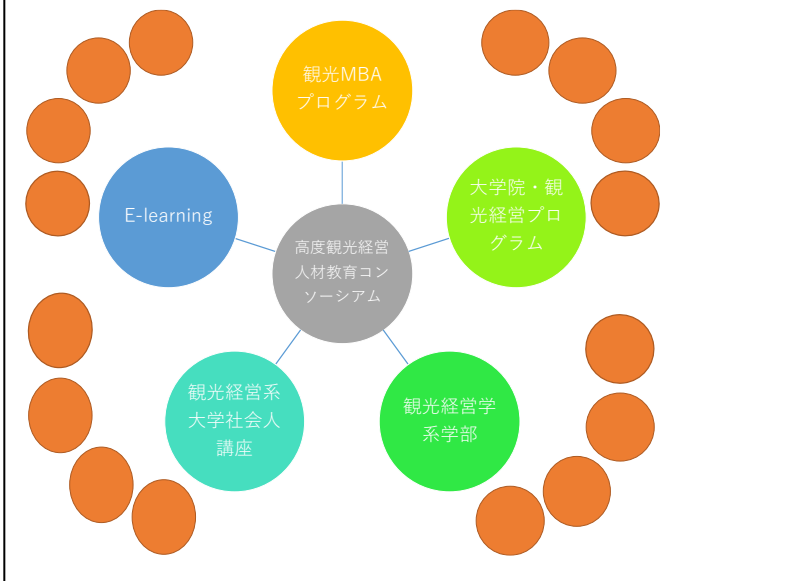 観光MBA
プログラム
E-learning
大学院・観
光経営プロ
グラム
高度観光経営
人材教育コン
ソーシアム
観光経営系
大学社会人
講座
観光経営学
系学部